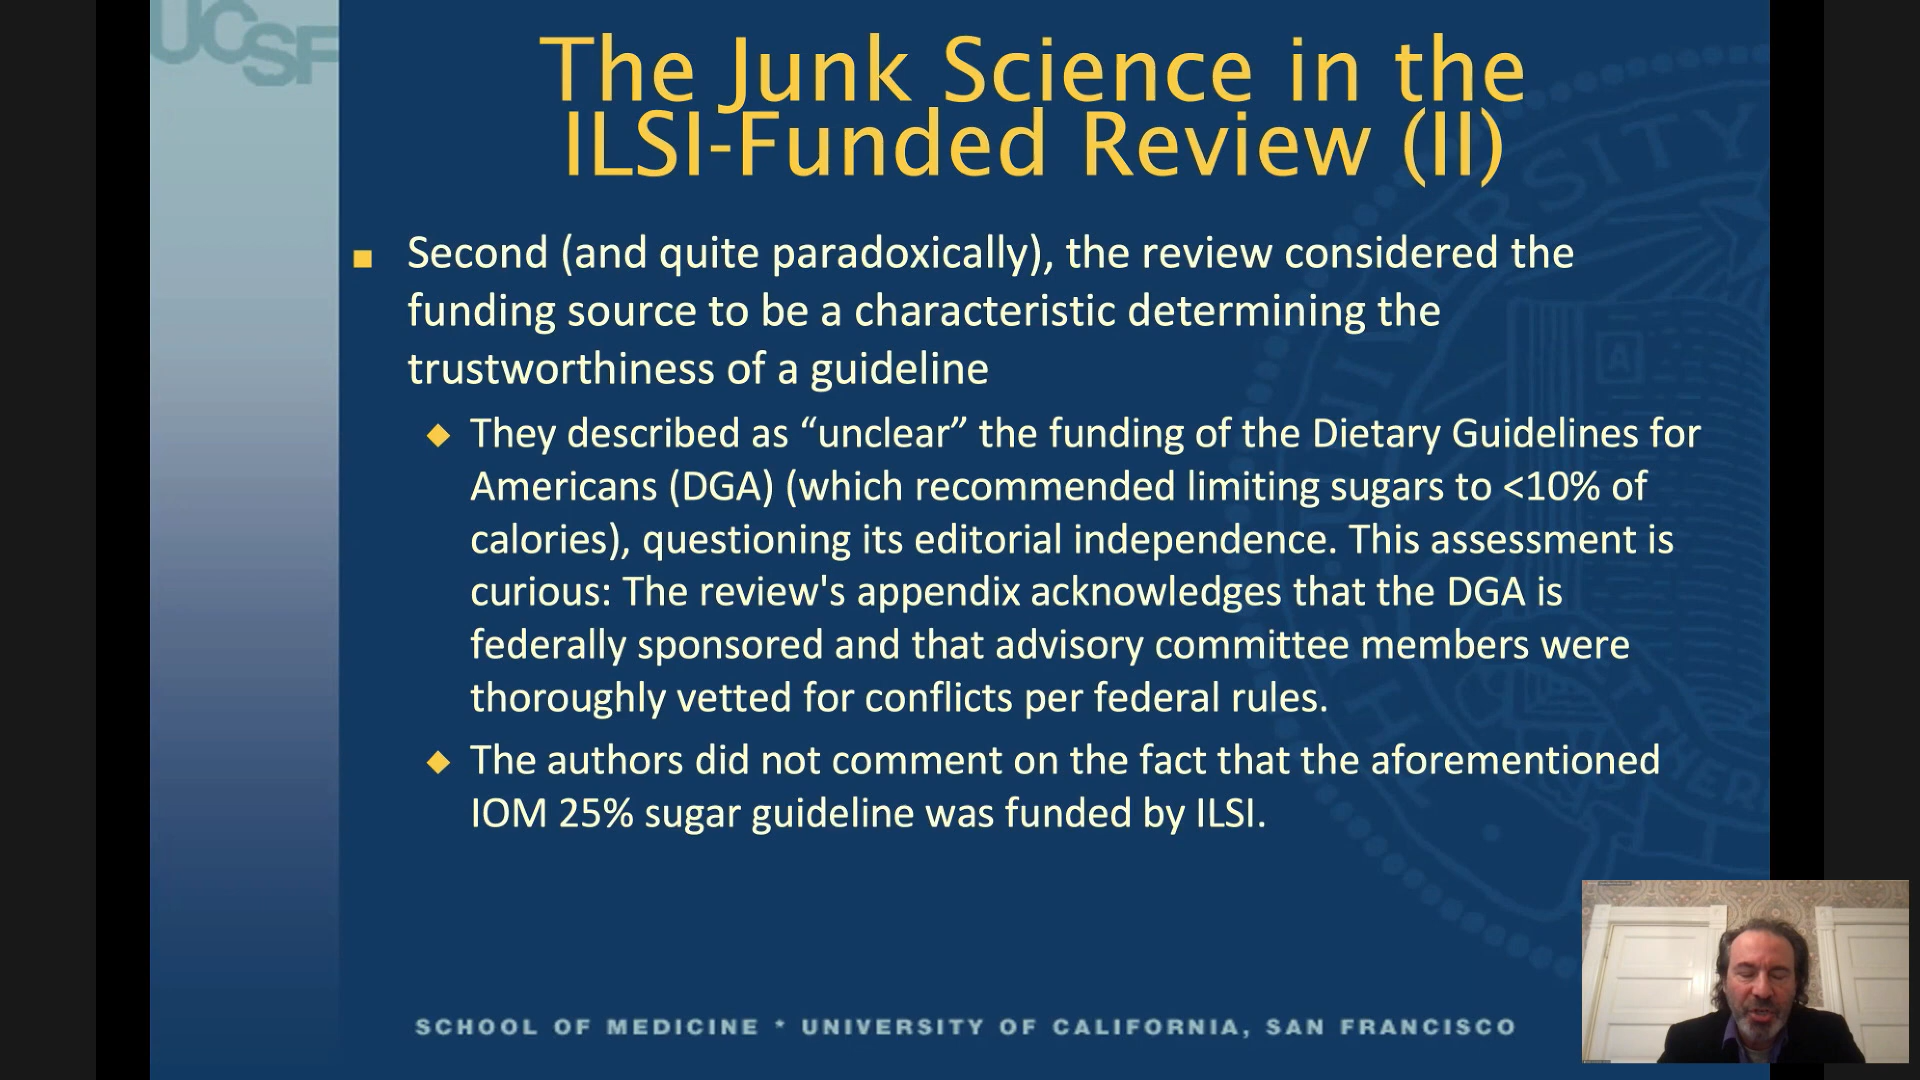 UCSF
The Junk Science in the
ILSI-Funded Review (II)
Second (and quite paradoxically), the review considered the
funding source to be a characteristic determining the
trustworthiness of a guideline
They described as “unclear” the funding of the Dietary Guidelines for
Americans (DGA) (which recommended limiting sugars to <10% of
calories), questioning its editorial independence. This assessment is
curious: The review's appendix acknowledges that the DGA is
federally sponsored and that advisory committee members were
thoroughly vetted for conflicts per federal rules.
The authors did not comment on the fact that the aforementioned
IOM 25% sugar guideline was funded by ILSI.
SCHOOL OF MEDICINE * UNIVERSITY OF CALIFORNIA, SAN FRANCISCO